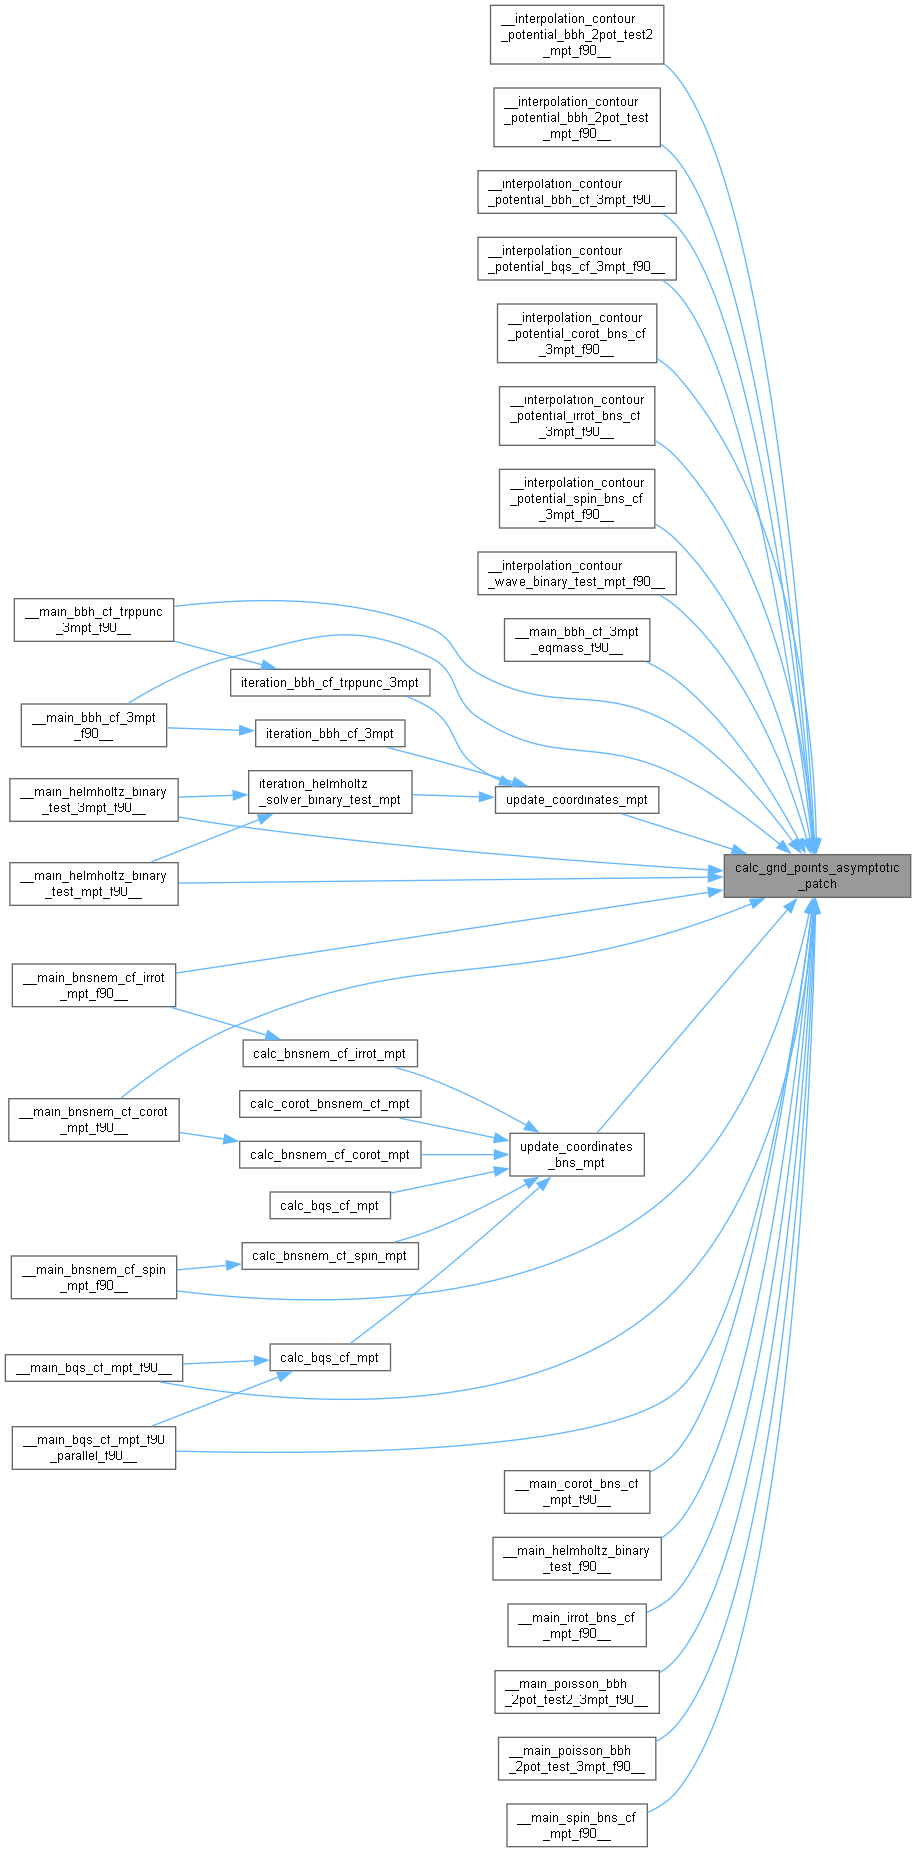 __interpolation_contour
_potential_bbh_2pot_test2
_mpt_f90__
__interpolation_contour
_potential_bbh_2pot_test
_mpt_f90__
__interpolation_contour
_potential_bbh_cf_3mpt_f90__
__interpolation_contour
_potential_bqs_cf_3mpt_f90__
__interpolation_contour
_potential_corot_bns_cf
_3mpt_f90__
__interpolation_contour
_potential_irrot_bns_cf
_3mpt_f90__
__interpolation_contour
_potential_spin_bns_cf
_3mpt_f90__
__interpolation_contour
_wave_binary_test_mpt_f90__
__main_bbh_cf_3mpt
_eqmass_f90__
__main_bbh_cf_trppunc
_3mpt_f90__
iteration_bbh_cf_trppunc_3mpt
__main_bbh_cf_3mpt
_f90__
iteration_bbh_cf_3mpt
__main_helmholtz_binary
_test_3mpt_f90__
iteration_helmholtz
_solver_binary_test_mpt
update_coordinates_mpt
__main_helmholtz_binary
_test_mpt_f90__
calc_grid_points_asymptotic
_patch
__main_bnsnem_cf_irrot
_mpt_f90__
calc_bnsnem_cf_irrot_mpt
calc_corot_bnsnem_cf_mpt
__main_bnsnem_cf_corot
_mpt_f90__
calc_bnsnem_cf_corot_mpt
update_coordinates
_bns_mpt
calc_bqs_cf_mpt
calc_bnsnem_cf_spin_mpt
__main_bnsnem_cf_spin
_mpt_f90__
calc_bqs_cf_mpt
__main_bqs_cf_mpt_f90__
__main_bqs_cf_mpt_f90
_parallel_f90__
__main_corot_bns_cf
_mpt_f90__
__main_helmholtz_binary
_test_f90__
__main_irrot_bns_cf
_mpt_f90__
__main_poisson_bbh
_2pot_test2_3mpt_f90__
__main_poisson_bbh
_2pot_test_3mpt_f90__
__main_spin_bns_cf
_mpt_f90__